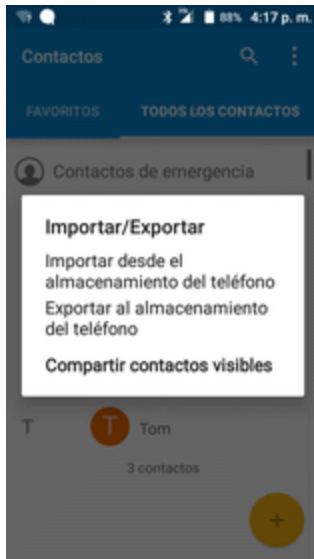 88% 4:17 p. m.
Contactos
FAVORITOS TODOS LOS CONTACTOS
Contactos de emergencia
Importar/Exportar
Importar desde el
almacenamiento del teléfono
Exportar al almacenamiento
del teléfono
Compartir contactos visibles
T T Tom
3 contactos
+